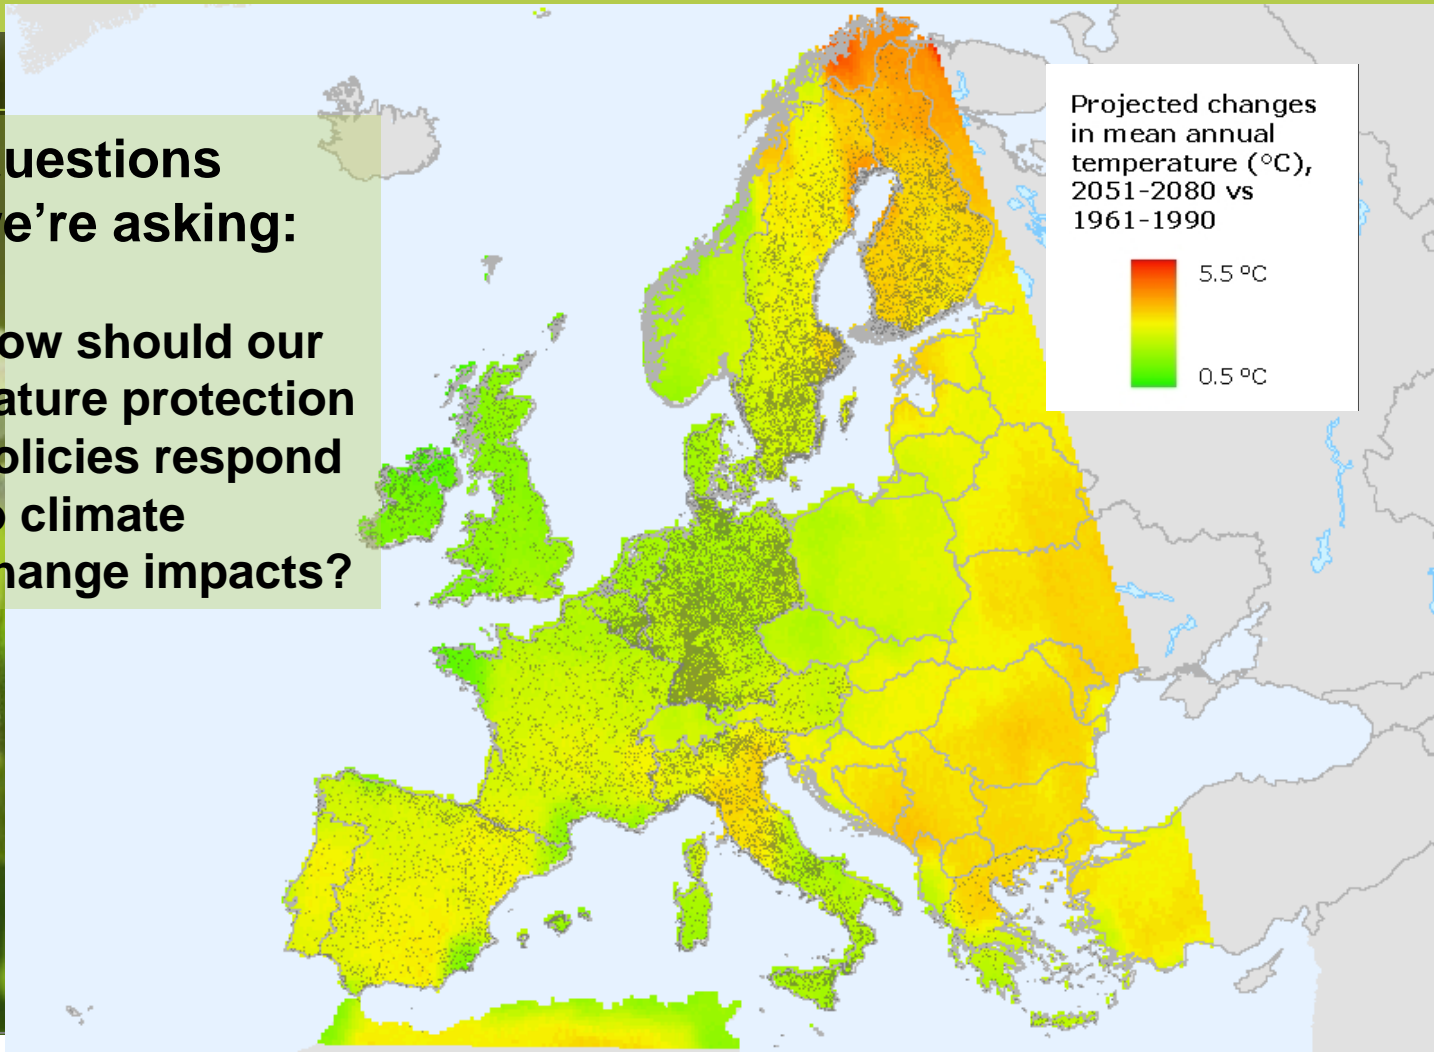 uestions
e're asking:
ow should our
ature protection
olicies respond
o climate
hange impacts?
Projected changes
in mean annual
temperature (°C),
2051-2080 vs
1961-1990
5.5 °C
0.5 °C